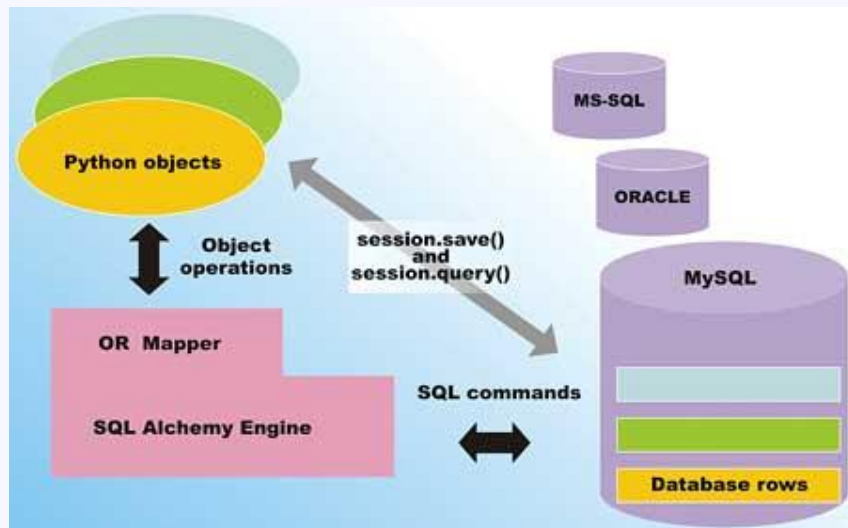 MS-SQL
Python objects
ORACLE
session.save()
and
session.query()
Object
operations
MySQL
OR Mapper
SQL commands
SQL Alchemy Engine
Database rows